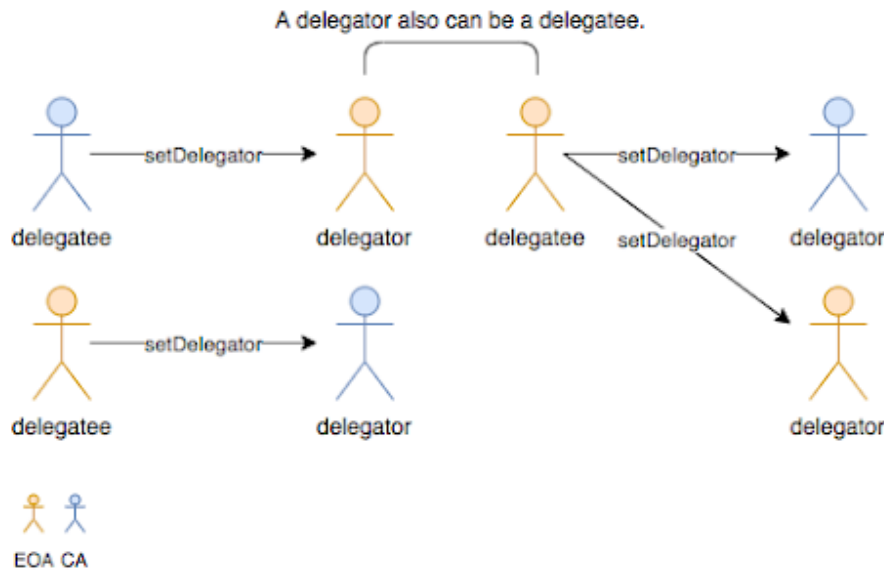 A delegator also can be a delegatee.
setDelegator setDelegator
delegatee delegator delegatee setDelegator delegator
setDelegator
delegatee delegator delegator
EOA CA